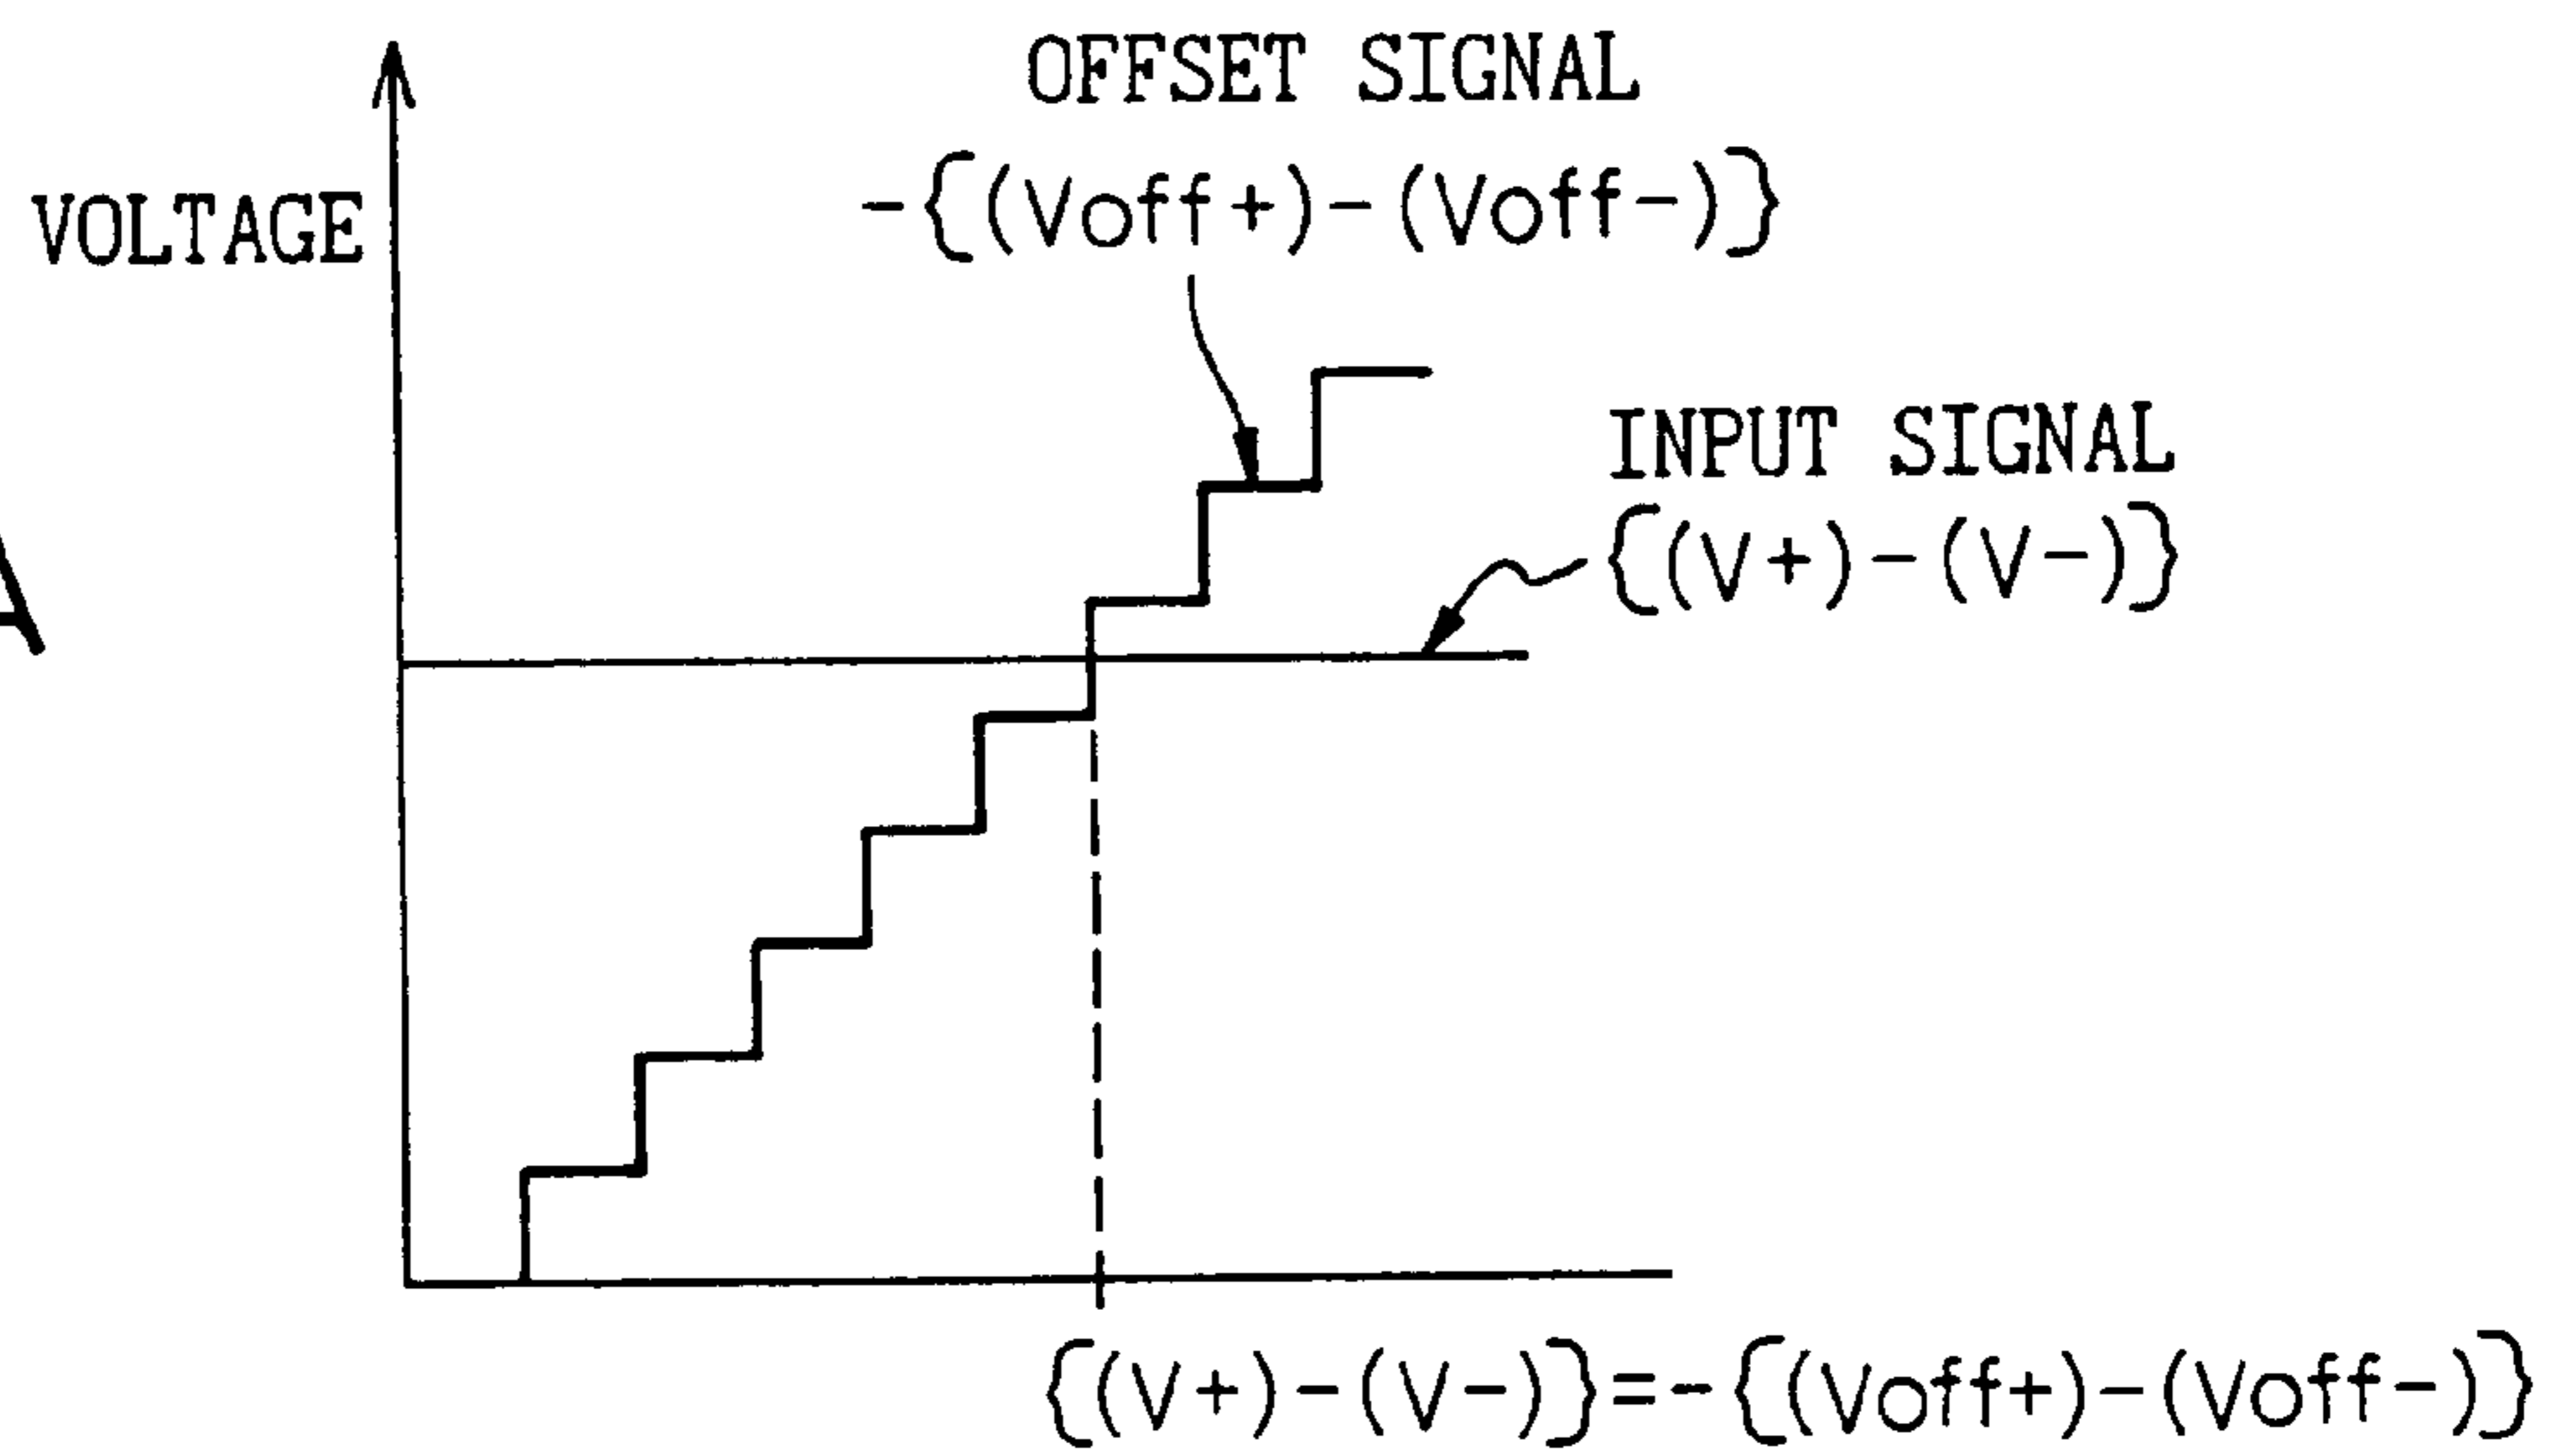 OFFSET SIGNAL
-{(Voff+)-(Voff-)}
VOLTAGE
INPUT SIGNAL
{(V+)-(V-)}
A
{(V+)-(V-)}=-{(Voff+)-(Voff-)}